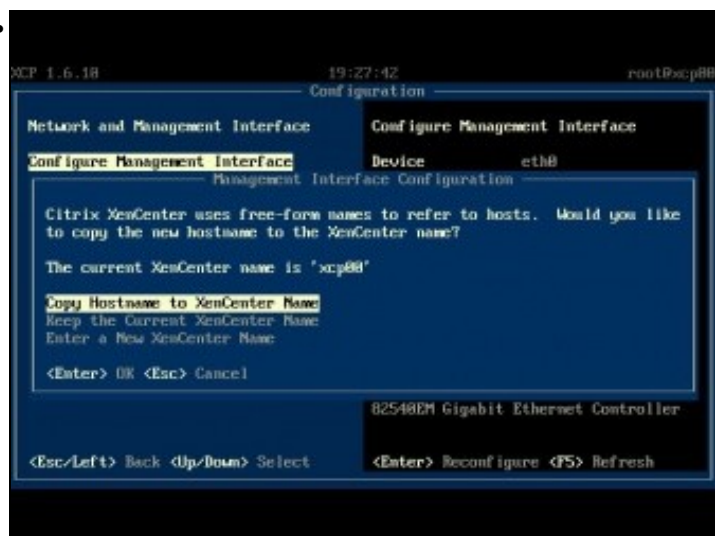 XCP 1.6.10 19:27:42 root@xcp00
Configuration
Network and Management Interface
Configure Management Interface
Configure Management Interface
Device eth0
Management Interface Configuration
Citrix XenCenter uses free-form names to refer to hosts. Would you like
to copy the new hostname to the XenCenter name?
The current XenCenter name is 'xcp00'
Copy Hostname to XenCenter Name
Keep the Current XenCenter Name
Enter a New XenCenter Name
<Enter> OK <Esc> Cancel
82540EM Gigabit Ethernet Controller
<Esc/Left> Back <Up/Down> Select
<Enter> Reconfigure <F5> Refresh